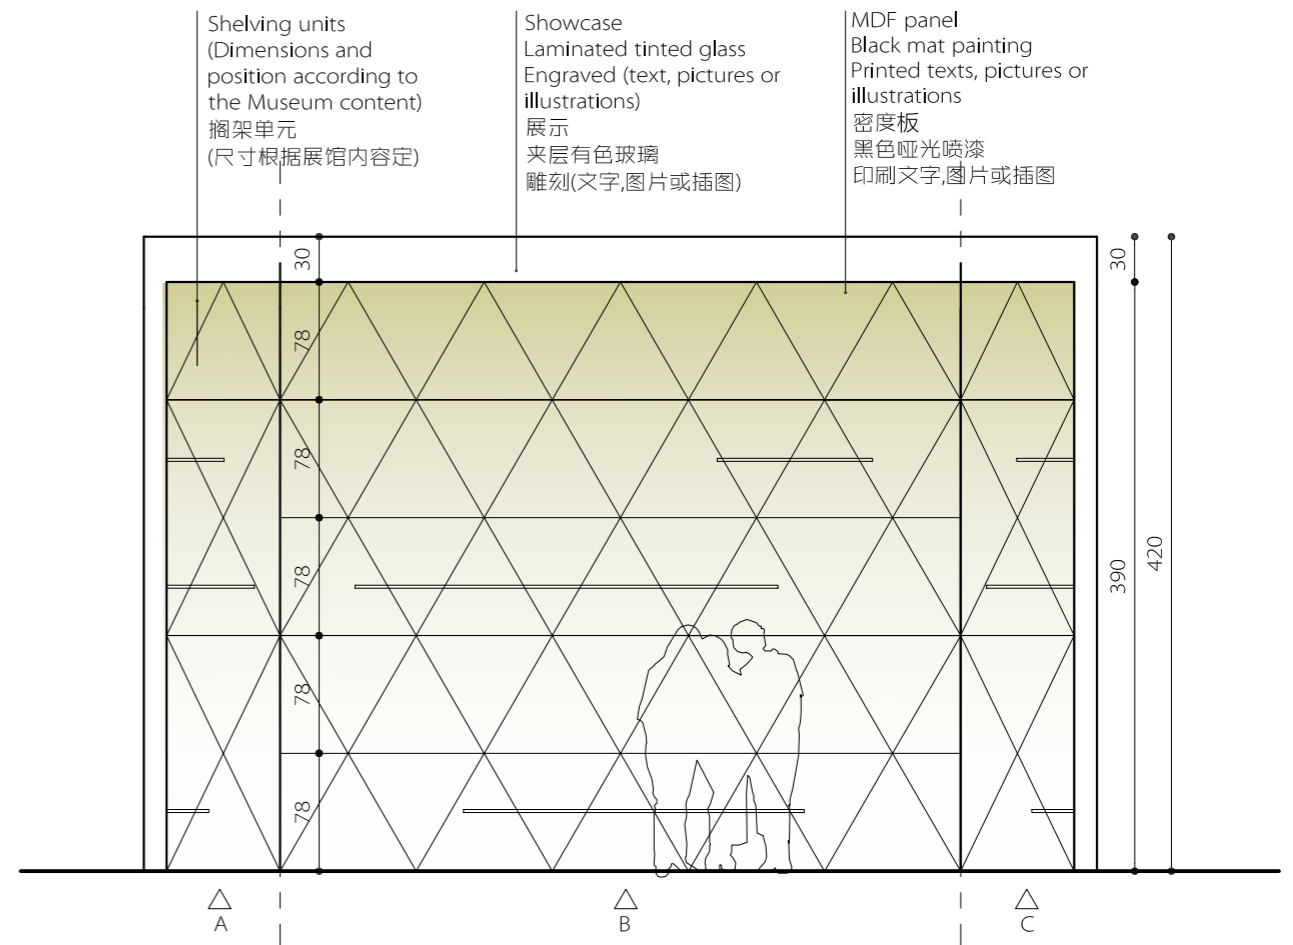 Shelving units
(Dimensions and
position according to
the Museum content)
搁架单元
(尺寸根据展馆内容定)
Showcase
Laminated tinted glass
Engraved (text, pictures or
illustrations)
展示
夹层有色玻璃
雕刻(文字,图片或插图)
MDF panel
Black mat painting
Printed texts, pictures or
illustrations
密度板
黑色哑光喷漆
印刷文字,图片或插图
30
78
78
78
78
78
30
390
420
A
B
C